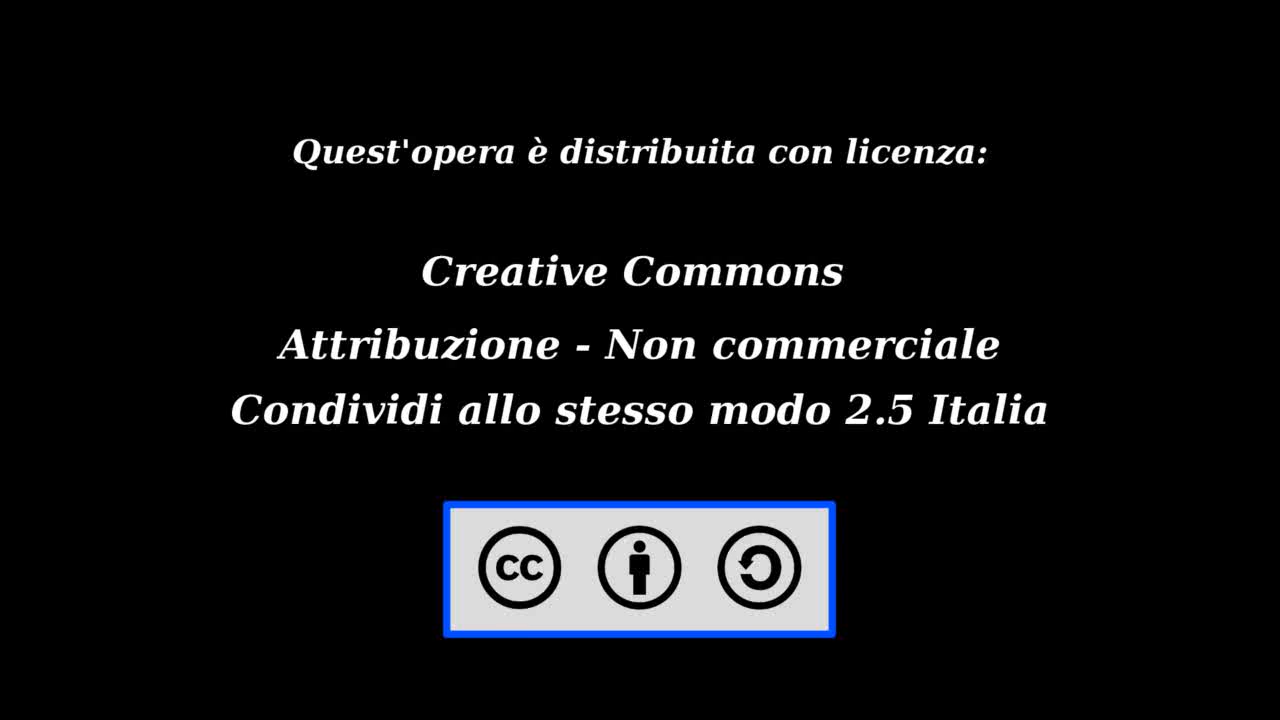 Quest'opera è distribuita con licenza:
Creative Commons
Attribuzione - Non commerciale
Condividi allo stesso modo 2.5 Italia
cc